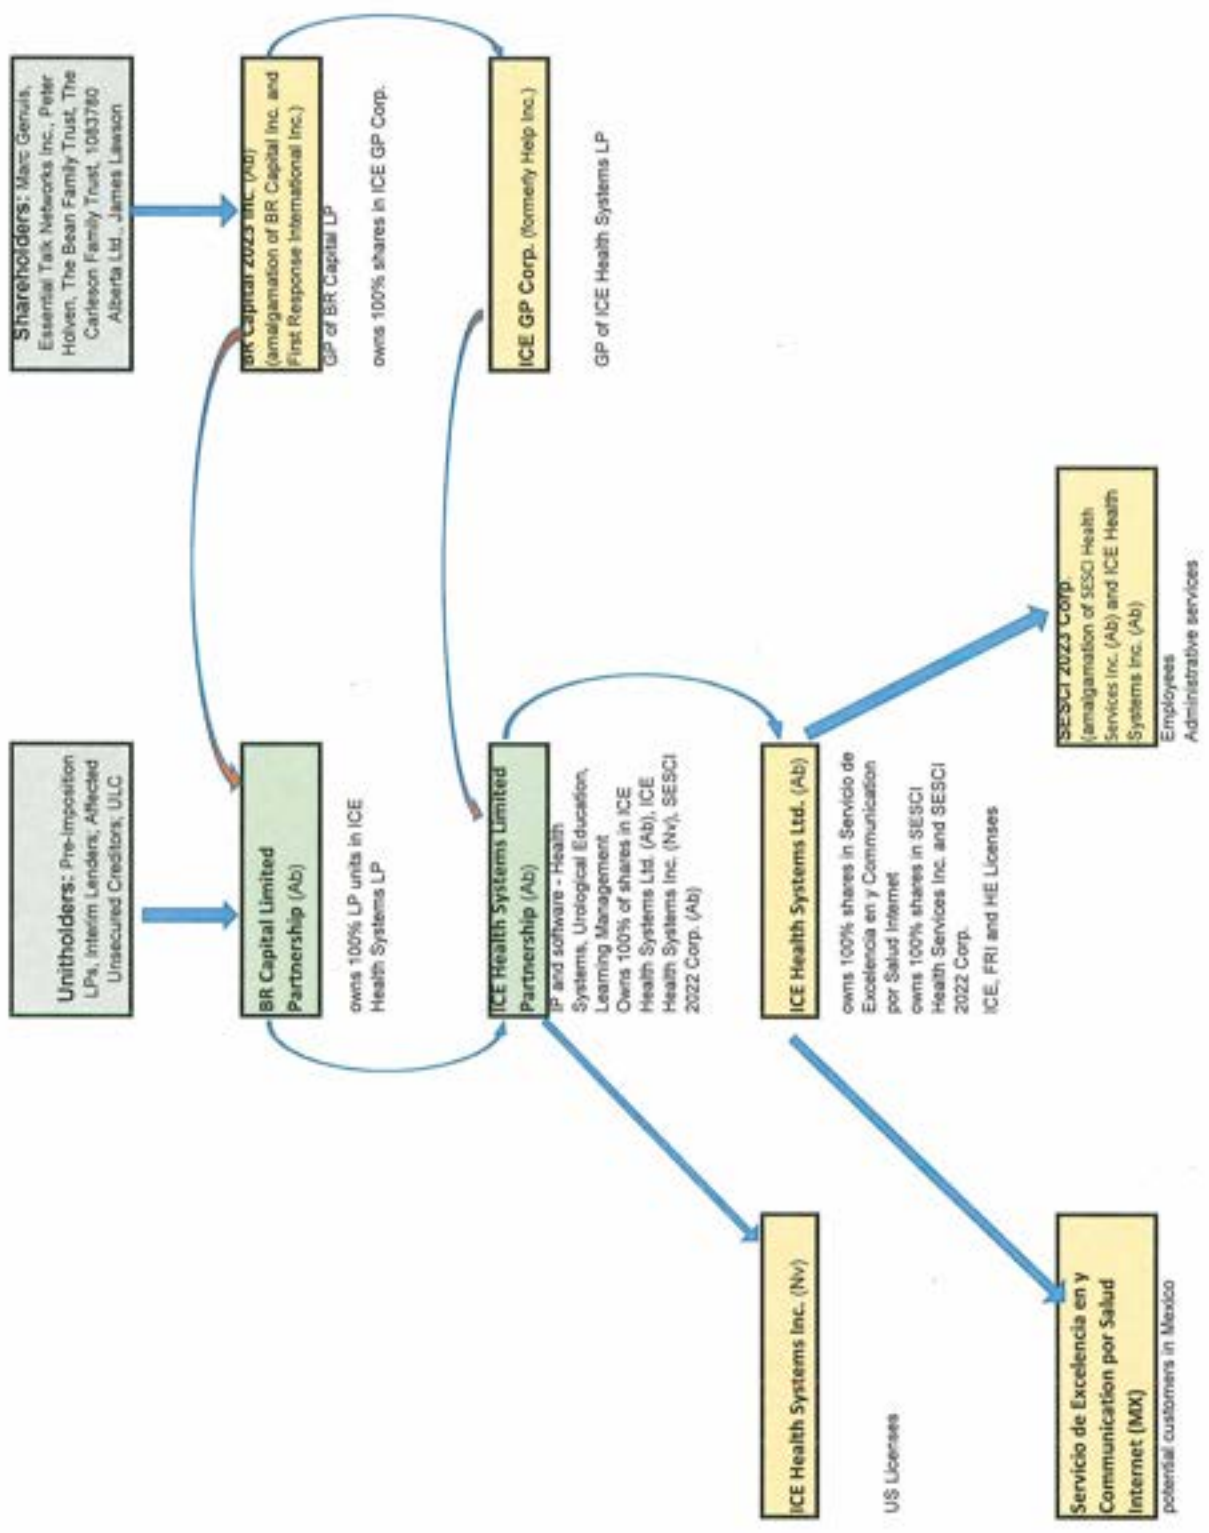 Unitholders: Pre-imposition
LPs, Interim Lenders; Affected
Unsecured Creditors; ULC
Shareholders: Marc Genuis,
Essential Talk Networks Inc., Peter
Holven, The Bean Family Trust, The
Carleson Family Trust, 1083780
Alberta Ltd., James Lawson
BR Capital Limited
Partnership (Ab)
owns 100% LP units in ICE
Health Systems LP
BR Capital 2023 Inc. (Ab)
(amalgamation of BR Capital Inc. and
First Response International Inc.)
GP of BR Capital LP
owns 100% shares in ICE GP Corp.
ICE Health Systems Limited
Partnership (Ab)
IP and software - Health
Systems, Urological Education,
Learning Management
Owns 100% of shares in ICE
Health Systems Ltd. (Ab), ICE
Health Systems Inc. (Nv), SESCI
2022 Corp. (Ab)
ICE GP Corp. (formerly Help Inc.)
GP of ICE Health Systems LP
ICE Health Systems Inc. (Nv)
US Licenses
ICE Health Systems Ltd. (Ab)
owns 100% shares in Servicio de
Excelencia en y Communication
por Salud Internet
owns 100% shares in SESCI
Health Services Inc. and SESCI
2022 Corp.
ICE, FRI and HE Licenses
Servicio de Excelencia en y
Communication por Salud
Internet (MX)
potential customers in Mexico
SESCI 2023 Corp.
(amalgamation of SESCI Health
Services Inc. (Ab) and ICE Health
Systems Inc. (Ab)
Employees
Administrative services